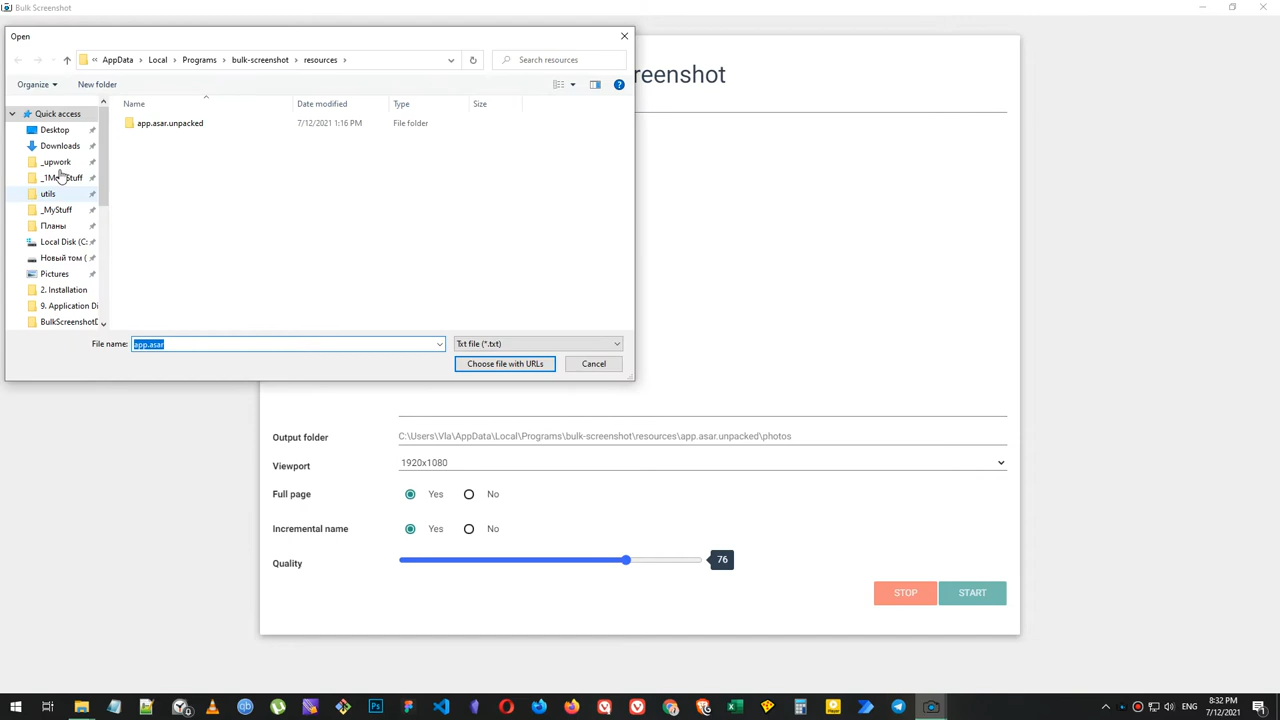 Bulk Screenshot
Open
« AppData > Local > Programs > bulk-screenshot > resources >
Search resources
Organize
New folder
Name
Date modified
Type
Size
app.asar.unpacked
7/12/2021 1:16 PM
File folder
Quick access
Desktop
Downloads
_upwork
utils
_MyStuff
Планы
Local Disk (C:
Новый том (
Pictures
2. Installation
9. Application Di
File name:
app.asar
Txt file (*.txt)
Choose file with URLs
Cancel
reenshot
Output folder
C:\Users\Vla\AppData\Local\Programs\bulk-screenshot\resources\app.asar.unpacked\photos
Viewport
1920x1080
Full page
Yes
No
Incremental name
Yes
No
Quality
76
STOP
START
8:32 PM
7/12/2021